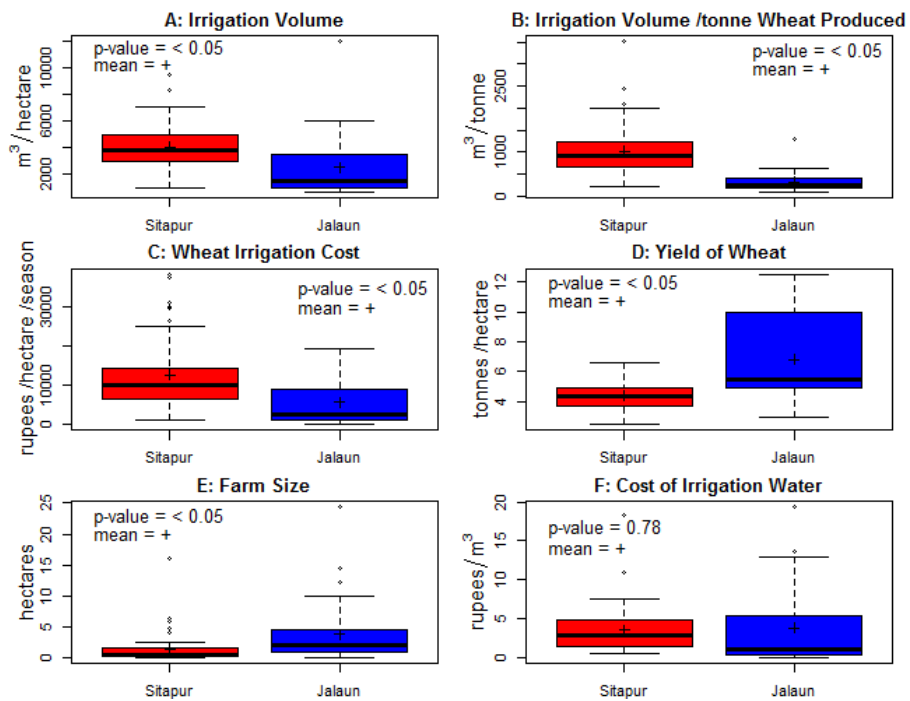 A: Irrigation Volume
p-value = < 0.05
mean = +
m³/hectare
10000
6000
2000
Sitapur
Jalaun
B: Irrigation Volume /tonne Wheat Produced
p-value = < 0.05
mean = +
m³/tonne
2500
1000
0
Sitapur
Jalaun
C: Wheat Irrigation Cost
p-value = < 0.05
mean = +
rupees /hectare /season
30000
10000
0
Sitapur
Jalaun
D: Yield of Wheat
p-value = < 0.05
mean = +
tonnes /hectare
12
10
8
6
4
Sitapur
Jalaun
E: Farm Size
p-value = < 0.05
mean = +
hectares
25
20
15
10
5
0
Sitapur
Jalaun
F: Cost of Irrigation Water
p-value = 0.78
mean = +
rupees/m³
20
15
10
5
0
Sitapur
Jalaun